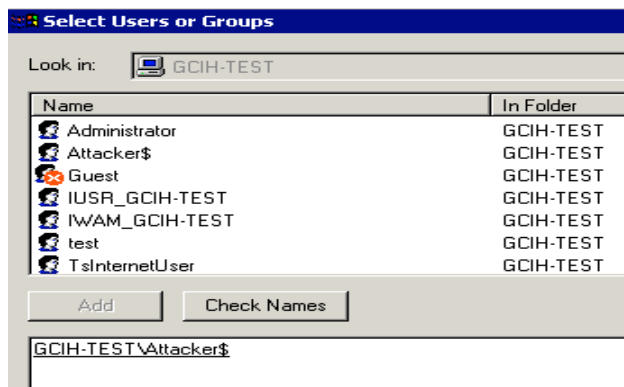 Select Users or Groups
Look in: GCIH-TEST
Name In Folder
Administrator GCIH-TEST
Attacker$ GCIH-TEST
Guest GCIH-TEST
IUSR_GCIH-TEST GCIH-TEST
IWAM_GCIH-TEST GCIH-TEST
test GCIH-TEST
TsInternetUser GCIH-TEST
Add Check Names
GCIH-TEST\Attacker$